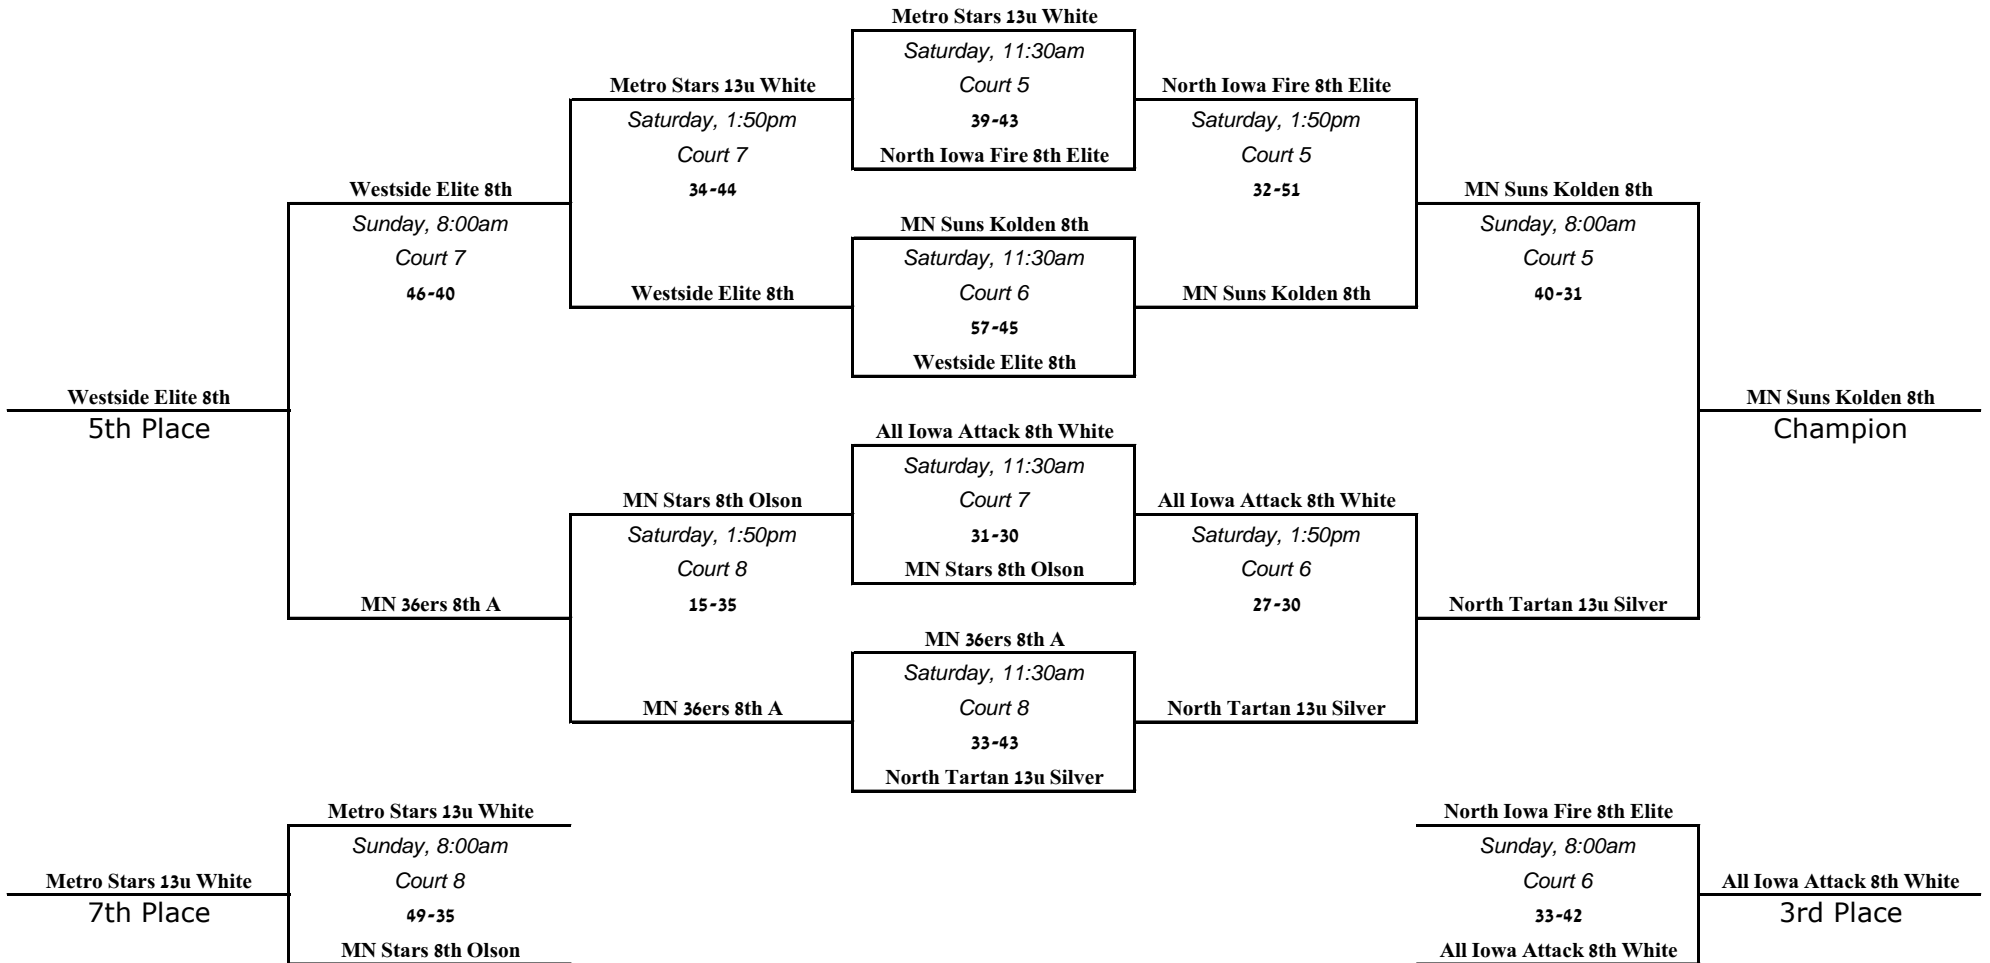 Metro Stars 13u White
Saturday, 11:30am
Court 5
39-43
North Iowa Fire 8th Elite
Metro Stars 13u White
Saturday, 1:50pm
Court 7
34-44
Westside Elite 8th
North Iowa Fire 8th Elite
Saturday, 1:50pm
Court 5
32-51
MN Suns Kolden 8th
Westside Elite 8th
Sunday, 8:00am
Court 7
46-40
MN 36ers 8th A
MN Suns Kolden 8th
Saturday, 11:30am
Court 6
57-45
Westside Elite 8th
MN Suns Kolden 8th
Sunday, 8:00am
Court 5
40-31
North Tartan 13u Silver
Westside Elite 8th
5th Place
MN Suns Kolden 8th
Champion
All Iowa Attack 8th White
Saturday, 11:30am
Court 7
31-30
MN Stars 8th Olson
MN Stars 8th Olson
Saturday, 1:50pm
Court 8
15-35
MN 36ers 8th A
All Iowa Attack 8th White
Saturday, 1:50pm
Court 6
27-30
North Tartan 13u Silver
MN 36ers 8th A
Saturday, 11:30am
Court 8
33-43
North Tartan 13u Silver
Metro Stars 13u White
Sunday, 8:00am
Court 8
49-35
MN Stars 8th Olson
Metro Stars 13u White
7th Place
North Iowa Fire 8th Elite
Sunday, 8:00am
Court 6
33-42
All Iowa Attack 8th White
All Iowa Attack 8th White
3rd Place